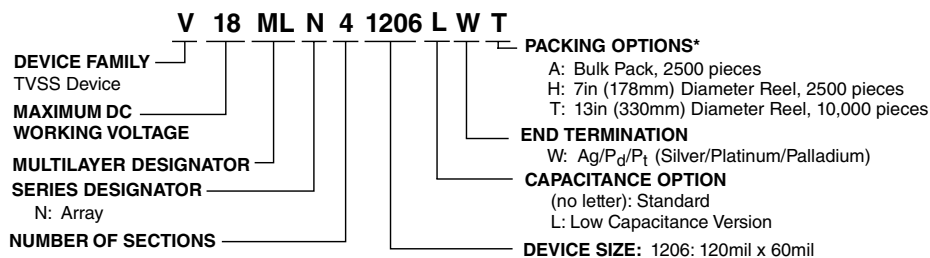 V 18 ML N 4 1206 L W T
DEVICE FAMILY
TVSS Device
MAXIMUM DC
WORKING VOLTAGE
MULTILAYER DESIGNATOR
SERIES DESIGNATOR
N: Array
NUMBER OF SECTIONS
PACKING OPTIONS*
A: Bulk Pack, 2500 pieces
H: 7in (178mm) Diameter Reel, 2500 pieces
T: 13in (330mm) Diameter Reel, 10,000 pieces
END TERMINATION
W: Ag/Pd/Pt (Silver/Platinum/Palladium)
CAPACITANCE OPTION
(no letter): Standard
L: Low Capacitance Version
DEVICE SIZE: 1206: 120mil x 60mil